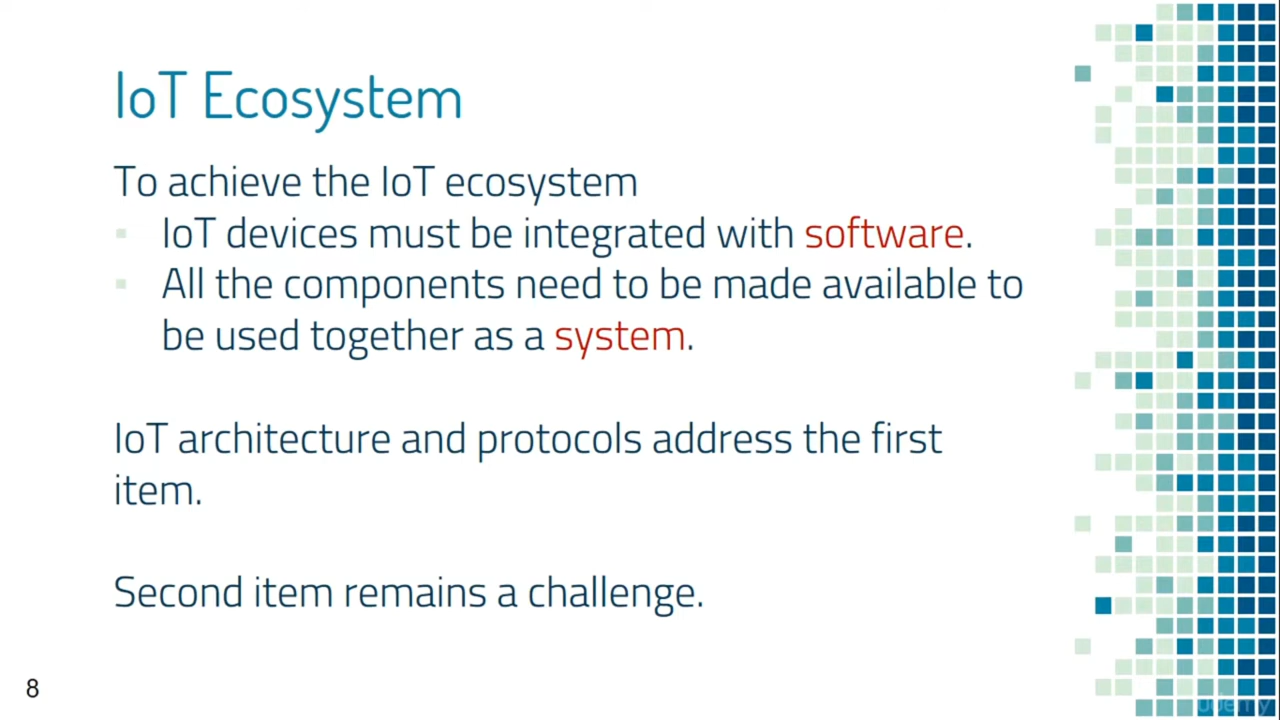 IoT Ecosystem
To achieve the IoT ecosystem
IoT devices must be integrated with software.
All the components need to be made available to
be used together as a system.
IoT architecture and protocols address the first
item.
Second item remains a challenge.
8
udemy